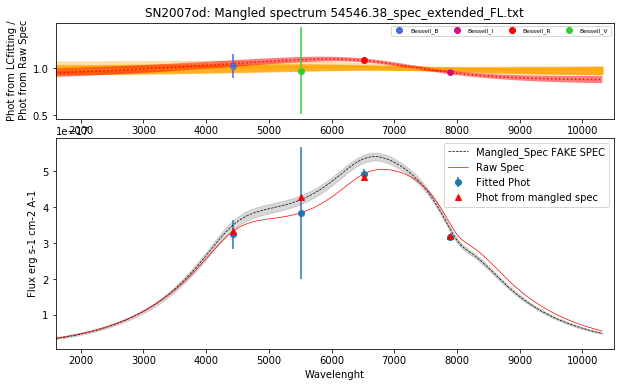 SN2007od: Mangled spectrum 54546.38_spec_extended_FL.txt
Phot from LCfitting /
Phot from Raw Spec
1.0
0.5
Bessell_B
Bessell_I
Bessell_R
Bessell_V
2000 3000 4000 5000 6000 7000 8000 9000 10000
1e−17
Flux erg s-1 cm-2 A-1
5
4
3
2
1
Mangled_Spec FAKE SPEC
Raw Spec
Fitted Phot
Phot from mangled spec
2000 3000 4000 5000 6000 7000 8000 9000 10000
Wavelenght